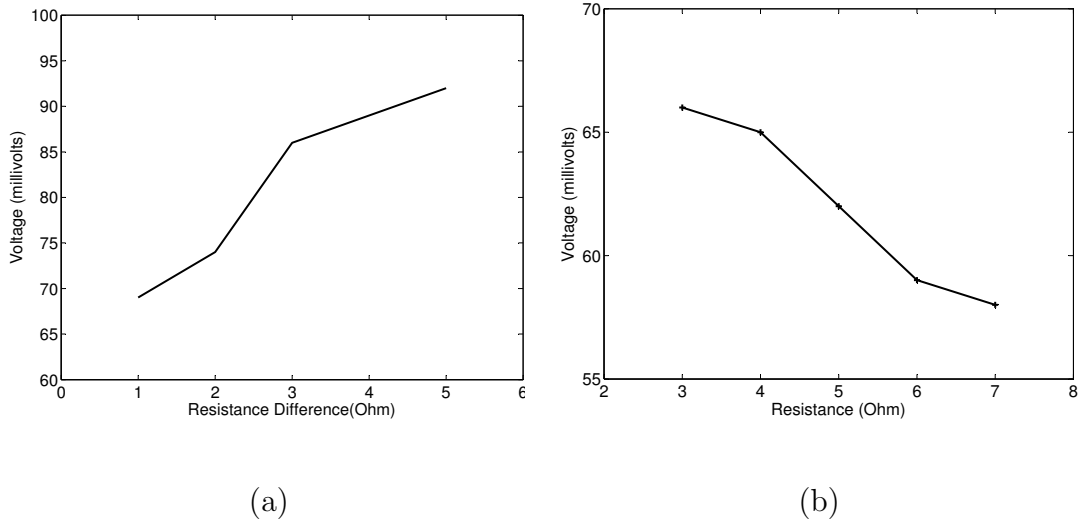 100
95
90
85
80
75
70
65
60
0 1 2 3 4 5 6
Resistance Difference(Ohm)
Voltage (millivolts)
(a)
70
65
60
55
2 3 4 5 6 7 8
Resistance (Ohm)
Voltage (millivolts)
(b)